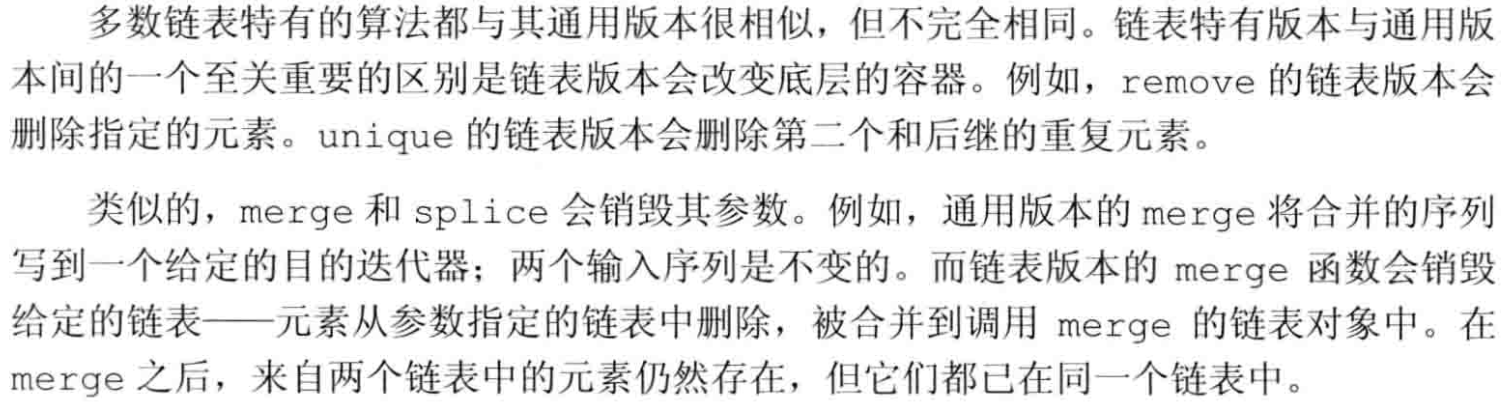 多数链表特有的算法都与其通用版本很相似，但不完全相同。链表特有版本与通用版
本间的一个至关重要的区别是链表版本会改变底层的容器。例如，remove 的链表版本会
删除指定的元素。unique 的链表版本会删除第二个和后继的重复元素。
类似的，merge 和 splice 会销毁其参数。例如，通用版本的 merge 将合并的序列
写到一个给定的目的迭代器；两个输入序列是不变的。而链表版本的 merge 函数会销毁
给定的链表——元素从参数指定的链表中删除，被合并到调用 merge 的链表对象中。在
merge 之后，来自两个链表中的元素仍然存在，但它们都已在同一个链表中。